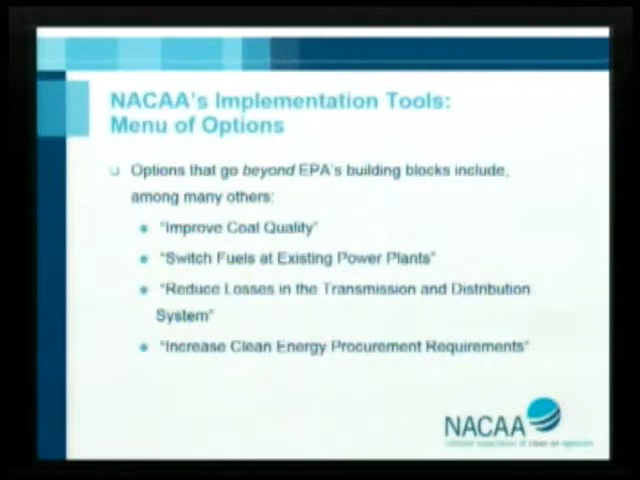 NACAA's Implementation Tools:
Menu of Options
Options that go beyond EPA's building blocks include,
among many others:
"Improve Coal Quality"
"Switch Fuels at Existing Power Plants"
"Reduce Losses in the Transmission and Distribution
System"
"Increase Clean Energy Procurement Requirements"
NACAA